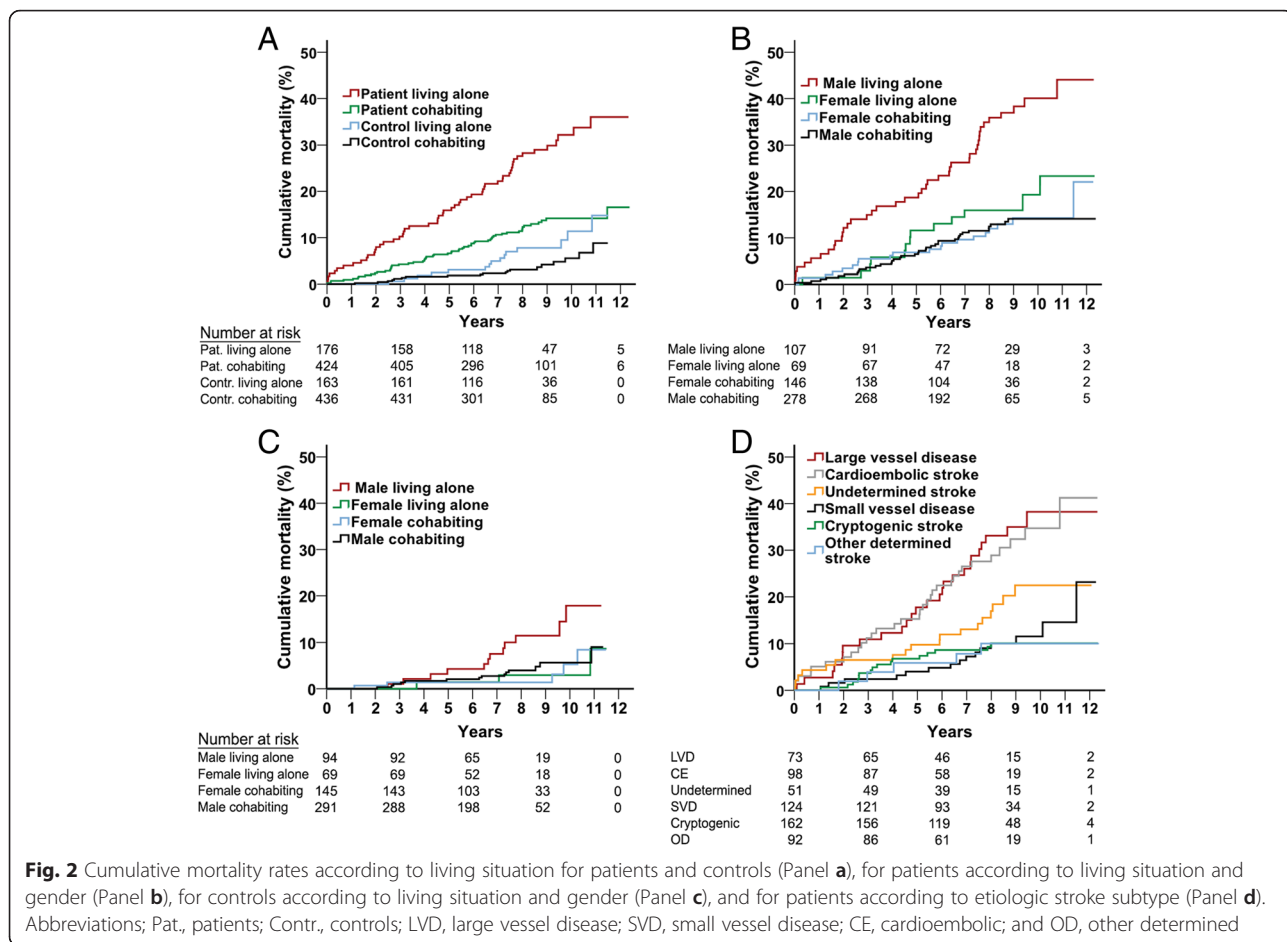 A
Cumulative mortality (%)
50
40
30
20
10
0
Patient living alone
Patient cohabiting
Control living alone
Control cohabiting
0 1 2 3 4 5 6 7 8 9 10 11 12
Years
Number at risk
Pat. living alone 176 158 118 47 5
Pat. cohabiting 424 405 296 101 6
Contr. living alone 163 161 116 36 0
Contr. cohabiting 436 431 301 85 0
B
Cumulative mortality (%)
50
40
30
20
10
0
Male living alone
Female living alone
Female cohabiting
Male cohabiting
0 1 2 3 4 5 6 7 8 9 10 11 12
Years
Male living alone 107 91 72 29 3
Female living alone 69 67 47 18 2
Female cohabiting 146 138 104 36 2
Male cohabiting 278 268 192 65 5
C
Cumulative mortality (%)
50
40
30
20
10
0
Male living alone
Female living alone
Female cohabiting
Male cohabiting
0 1 2 3 4 5 6 7 8 9 10 11 12
Years
Number at risk
Male living alone 94 92 65 19 0
Female living alone 69 69 52 18 0
Female cohabiting 145 143 103 33 0
Male cohabiting 291 288 198 52 0
D
Cumulative mortality (%)
50
40
30
20
10
0
Large vessel disease
Cardioembolic stroke
Undetermined stroke
Small vessel disease
Cryptogenic stroke
Other determined
stroke
0 1 2 3 4 5 6 7 8 9 10 11 12
Years
LVD 73 65 46 15 2
CE 98 87 58 19 2
Undetermined 51 49 39 15 1
SVD 124 121 93 34 2
Cryptogenic 162 156 119 48 4
OD 92 86 61 19 1
Fig. 2 Cumulative mortality rates according to living situation for patients and controls (Panel a), for patients according to living situation and
gender (Panel b), for controls according to living situation and gender (Panel c), and for patients according to etiologic stroke subtype (Panel d).
Abbreviations; Pat., patients; Contr., controls; LVD, large vessel disease; SVD, small vessel disease; CE, cardioembolic; and OD, other determined